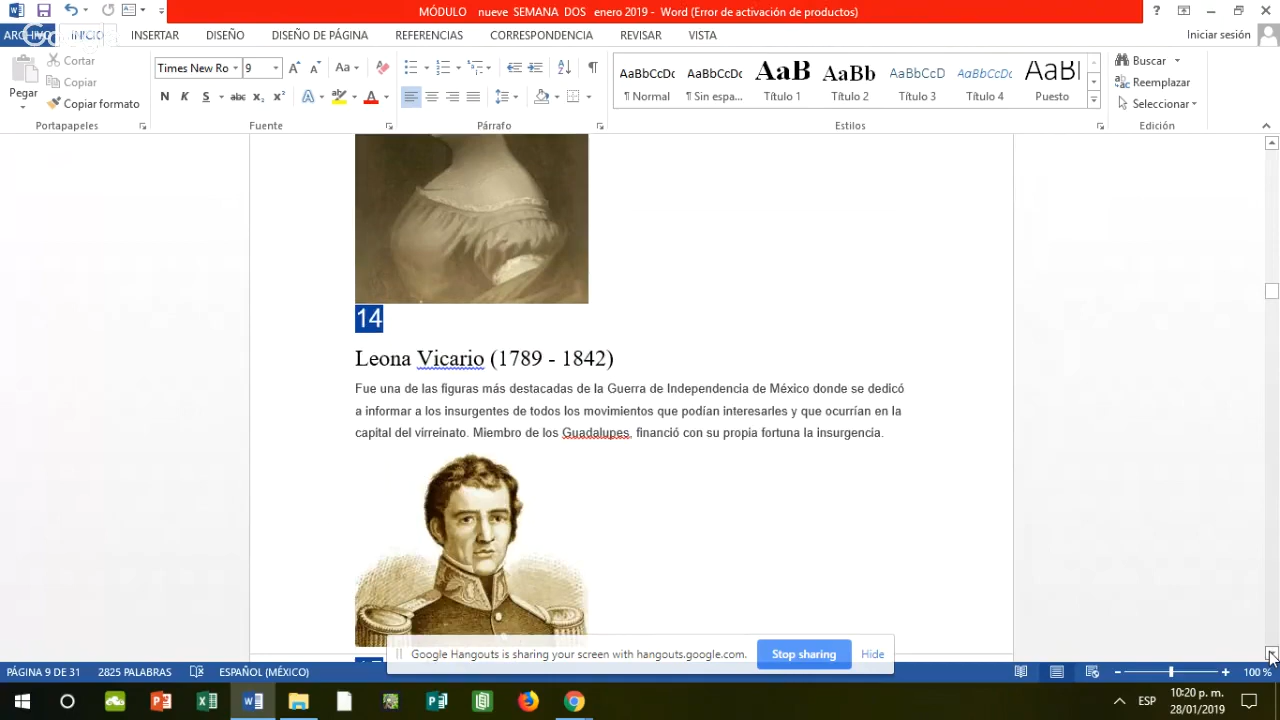 MÓDULO nueve SEMANA DOS enero 2019 - Word (Error de activación de productos)
ARCHIVO INICIO INSERTAR DISEÑO DISEÑO DE PÁGINA REFERENCIAS CORRESPONDENCIA REVISAR VISTA Iniciar sesión
Pegar
Cortar
Copiar
Copiar formato
Portapapeles
Times New Ro 9 Aa
N K S abc x₂ x² A A
Fuente
Párrafo
AaBbCcDc AaBbCcDc AaB AaBb AaBbCcD AaBbCcD AaBl
¶ Normal ¶ Sin espa... Título 1 Título 2 Título 3 Título 4 Puesto
Estilos
Buscar
Reemplazar
Seleccionar
Edición
14
Leona Vicario (1789 - 1842)
Fue una de las figuras más destacadas de la Guerra de Independencia de México donde se dedicó
a informar a los insurgentes de todos los movimientos que podían interesarles y que ocurrían en la
capital del virreinato. Miembro de los Guadalupes, financió con su propia fortuna la insurgencia.
Google Hangouts is sharing your screen with hangouts.google.com. Stop sharing Hide
PÁGINA 9 DE 31 2825 PALABRAS ESPAÑOL (MÉXICO) 100 %
ESP
10:20 p. m.
28/01/2019